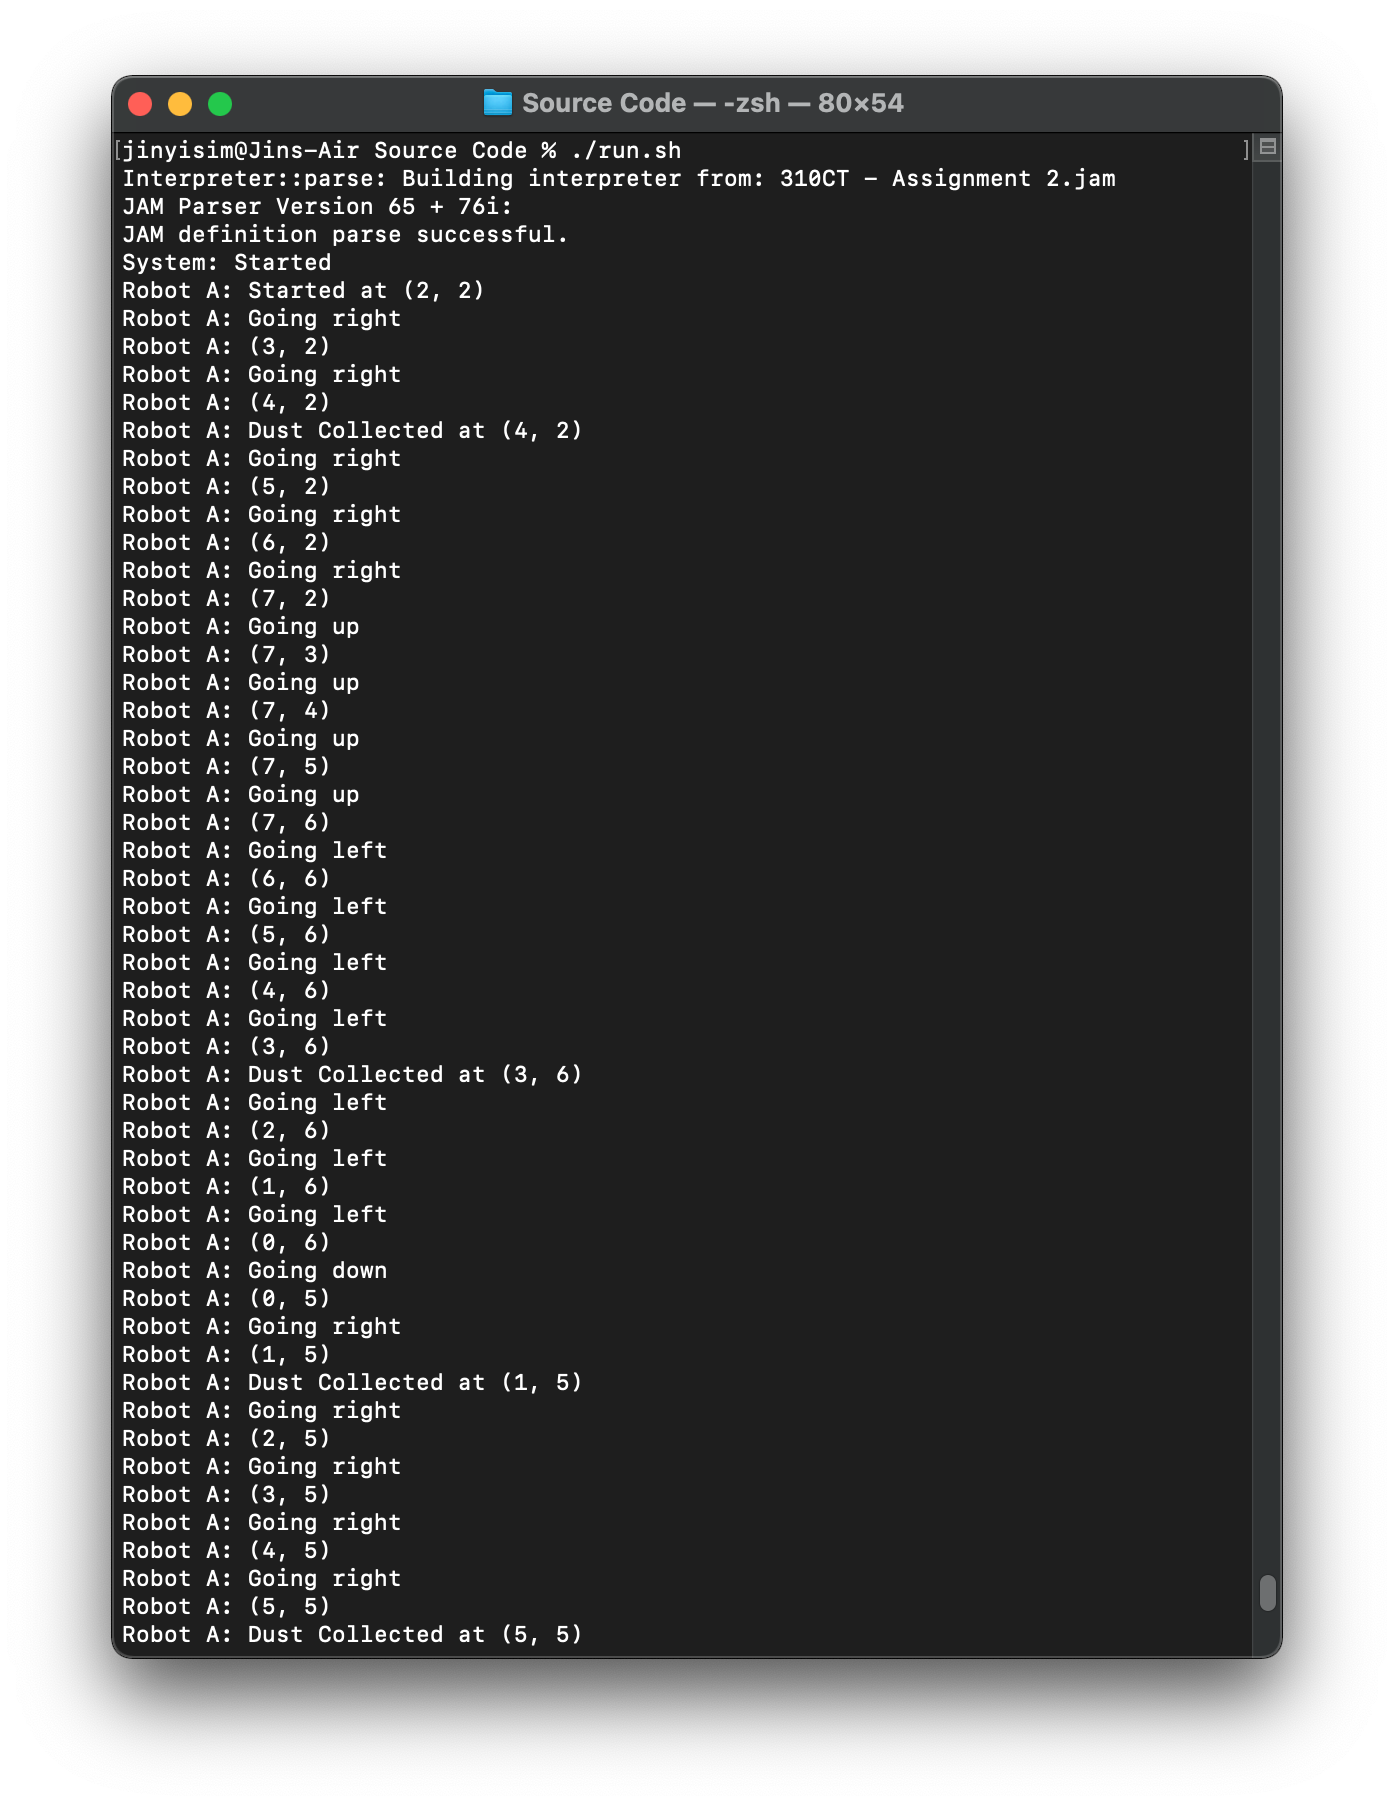 Source Code — -zsh — 80×54
jinyisim@Jins-Air Source Code % ./run.sh
Interpreter::parse: Building interpreter from: 310CT - Assignment 2.jam
JAM Parser Version 65 + 76i:
JAM definition parse successful.
System: Started
Robot A: Started at (2, 2)
Robot A: Going right
Robot A: (3, 2)
Robot A: Going right
Robot A: (4, 2)
Robot A: Dust Collected at (4, 2)
Robot A: Going right
Robot A: (5, 2)
Robot A: Going right
Robot A: (6, 2)
Robot A: Going right
Robot A: (7, 2)
Robot A: Going up
Robot A: (7, 3)
Robot A: Going up
Robot A: (7, 4)
Robot A: Going up
Robot A: (7, 5)
Robot A: Going up
Robot A: (7, 6)
Robot A: Going left
Robot A: (6, 6)
Robot A: Going left
Robot A: (5, 6)
Robot A: Going left
Robot A: (4, 6)
Robot A: Going left
Robot A: (3, 6)
Robot A: Dust Collected at (3, 6)
Robot A: Going left
Robot A: (2, 6)
Robot A: Going left
Robot A: (1, 6)
Robot A: Going left
Robot A: (0, 6)
Robot A: Going down
Robot A: (0, 5)
Robot A: Going right
Robot A: (1, 5)
Robot A: Dust Collected at (1, 5)
Robot A: Going right
Robot A: (2, 5)
Robot A: Going right
Robot A: (3, 5)
Robot A: Going right
Robot A: (4, 5)
Robot A: Going right
Robot A: (5, 5)
Robot A: Dust Collected at (5, 5)